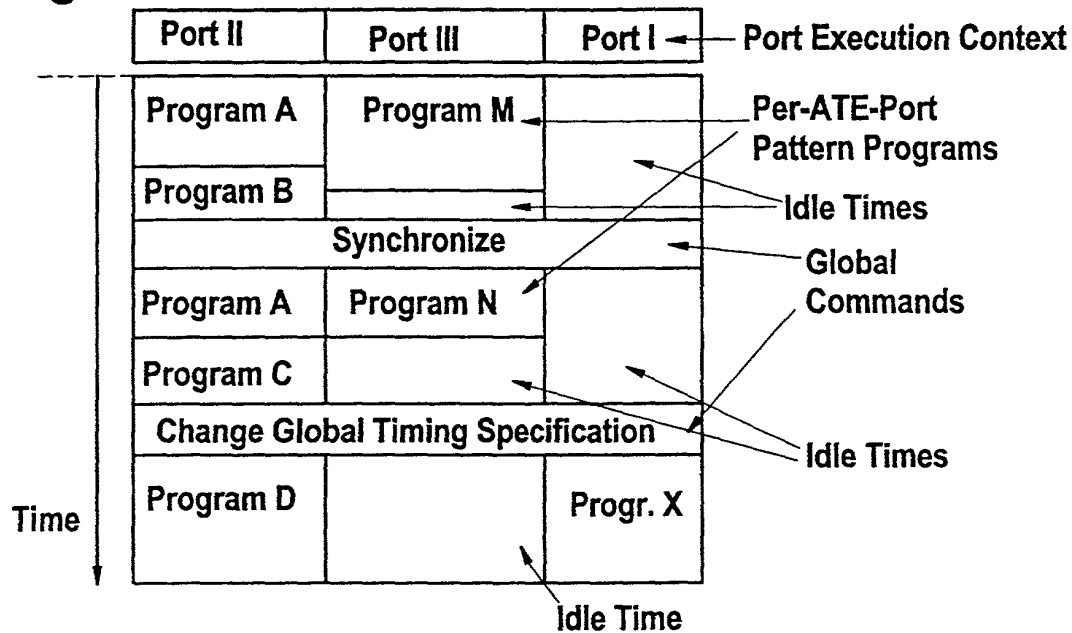 Port II Port III Port I Port Execution Context
Program A Program M Per-ATE-Port
Pattern Programs
Program B Idle Times
Synchronize Global
Commands
Program A Program N
Program C
Change Global Timing Specification Idle Times
Program D Progr. X
Time
Idle Time